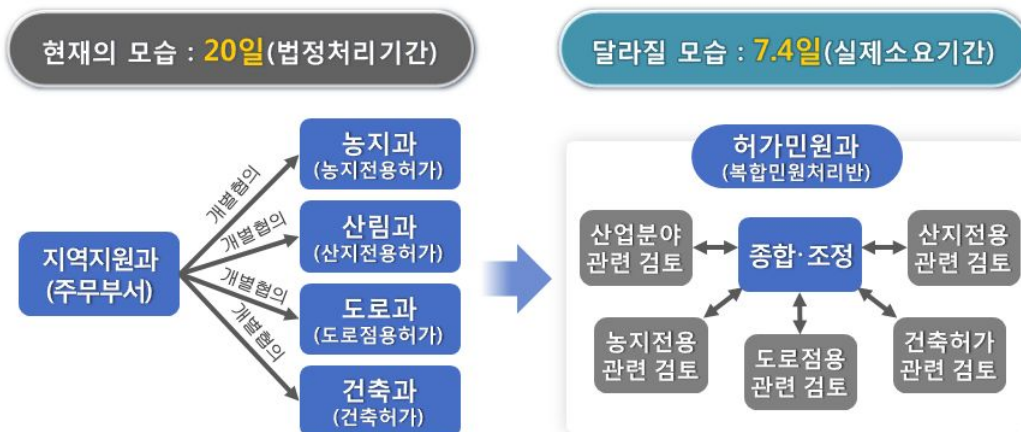 현재의 모습 : 20일(법정처리기간)
지역지원과
(주무부서)
개별협의
개별협의
개별협의
개별협의
농지과
(농지전용허가)
산림과
(산지전용허가)
도로과
(도로점용허가)
건축과
(건축허가)
달라질 모습 : 7.4일(실제소요기간)
허가민원과
(복합민원처리반)
산업분야
관련 검토
종합·조정
산지전용
관련 검토
농지전용
관련 검토
도로점용
관련 검토
건축허가
관련 검토